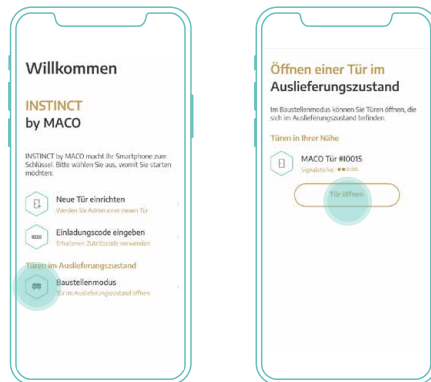 Willkommen
INSTINCT
by MACO
INSTINCT by MACO macht Ihr Smartphone zum
Schlüssel. Bitte wählen Sie aus, womit Sie starten
möchten:
Neue Tür einrichten
Werden Sie Admin einer neuen Tür
Einladungscode eingeben
Erhaltenen Zutrittscode verwenden
Türen im Auslieferungszustand
Baustellenmodus
Tür im Auslieferungszustand öffnen
Öffnen einer Tür im
Auslieferungszustand
Im Baustellenmodus können Sie Türen öffnen, die
sich im Auslieferungszustand befinden.
Türen in Ihrer Nähe
MACO Tür #I0015
Signalstärke:
Tür öffnen